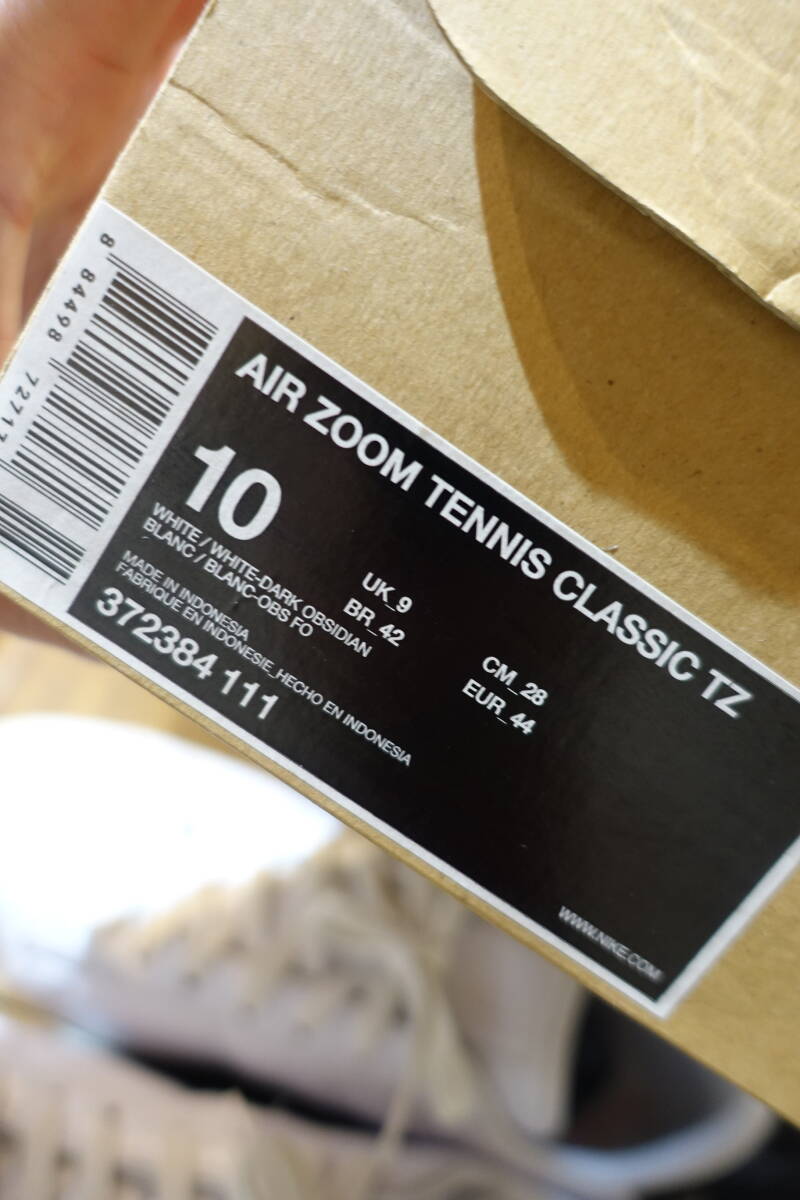 AIR ZOOM TENNIS CLASSIC TZ
10
UK_9
CM_28
BR_42
EUR_44
WHITE / WHITE-DARK OBSIDIAN
BLANC / BLANC-OBS FO
MADE IN INDONESIA
FABRIQUE EN INDONESIE_HECHO EN INDONESIA
372384 111
WWW.NIKE.COM
8 84498